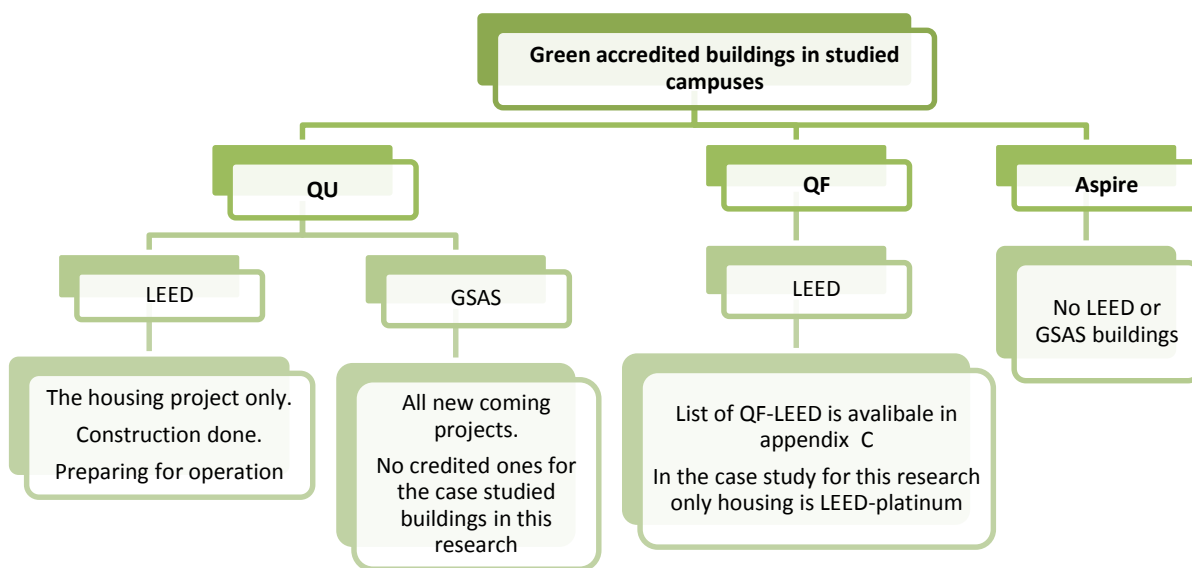 Green accredited buildings in studied
campuses
QU
QF
Aspire
LEED
GSAS
LEED
No LEED or
GSAS buildings
The housing project only.
Construction done.
Preparing for operation
All new coming
projects.
No credited ones for
the case studied
buildings in this
research
List of QF-LEED is avalibale in
appendix C
In the case study for this research
only housing is LEED-platinum